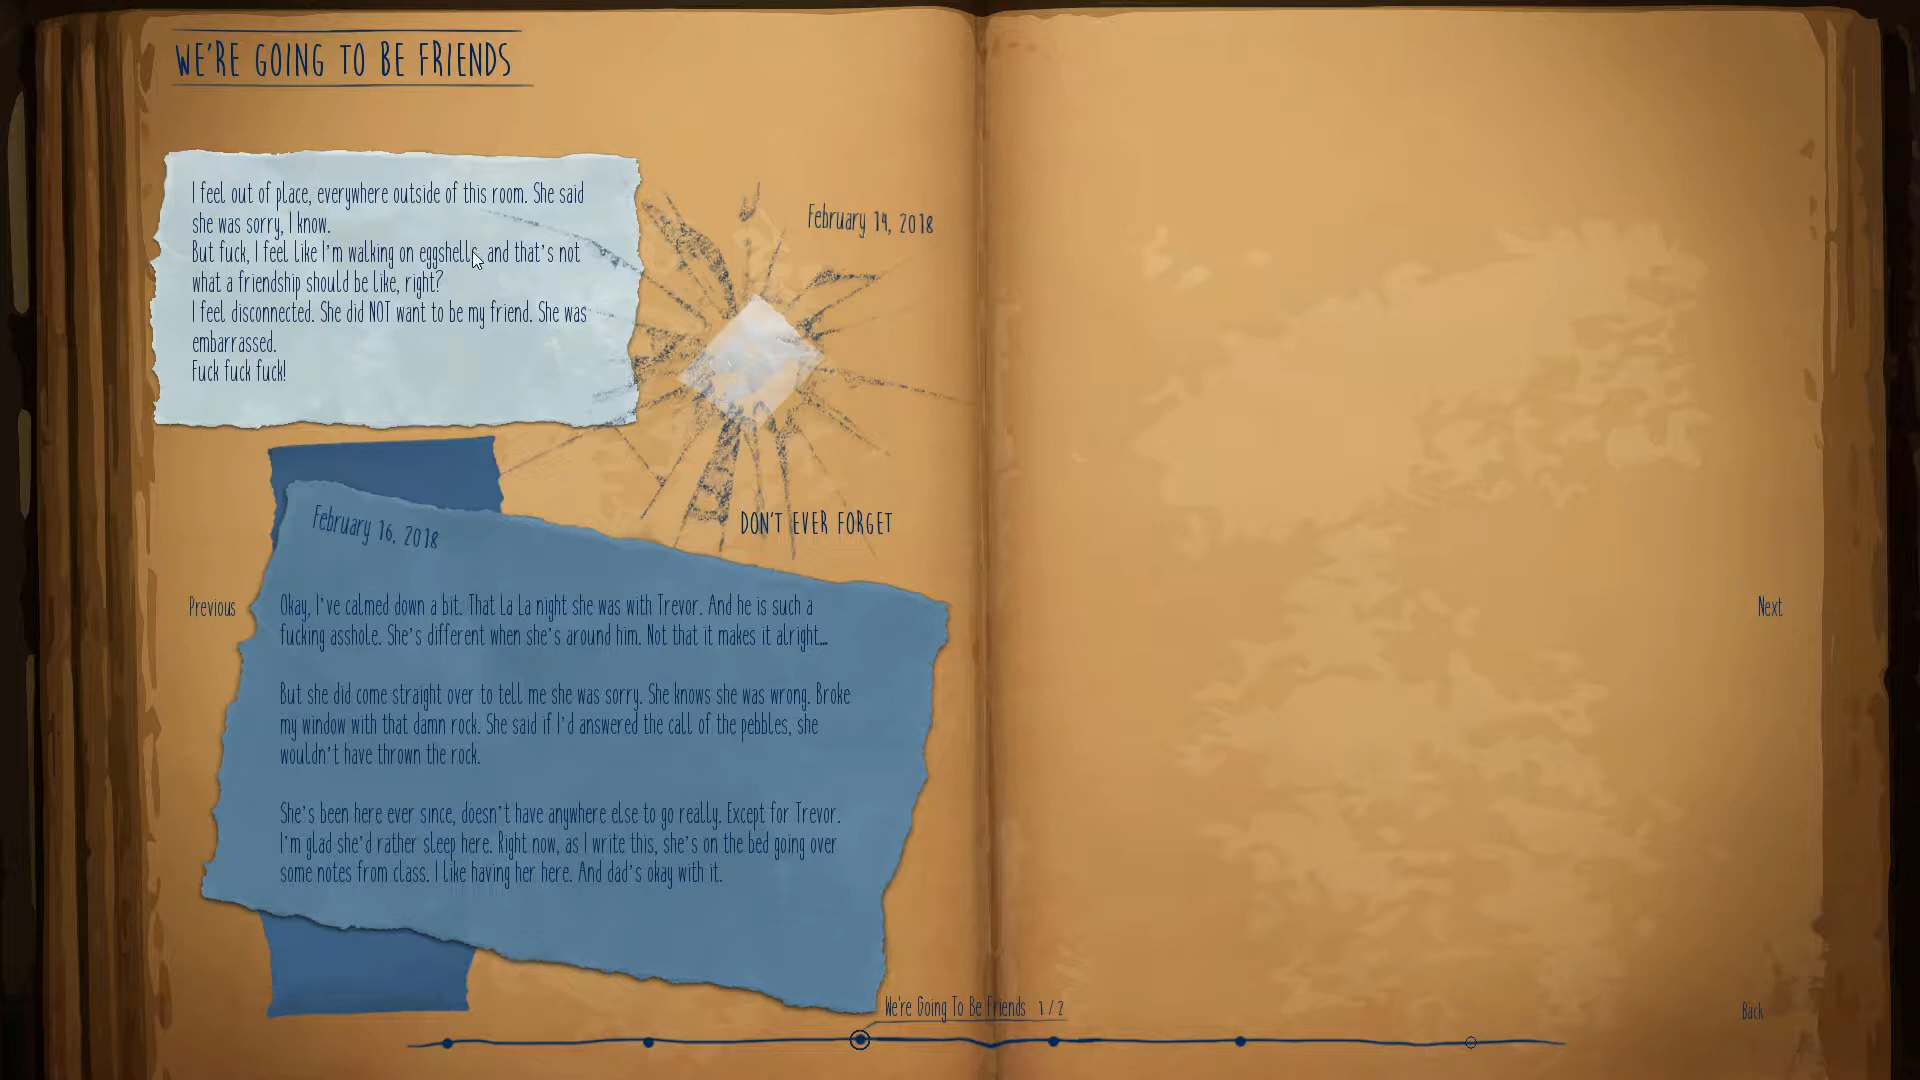 WE'RE GOING TO BE FRIENDS
I feel out of place, everywhere outside of this room. She said
she was sorry, I know.
But fuck, I feel like I'm walking on eggshells, and that's not
what a friendship should be like, right?
I feel disconnected. She did NOT want to be my friend. She was
embarrassed.
Fuck fuck fuck!
February 14, 2018
DON'T EVER FORGET
February 16, 2018
Okay, I've calmed down a bit. That La La night she was with Trevor. And he is such a
fucking asshole. She's different when she's around him. Not that it makes it alright...
But she did come straight over to tell me she was sorry. She knows she was wrong. Broke
my window with that damn rock. She said if I'd answered the call of the pebbles, she
wouldn't have thrown the rock.
She's been here ever since, doesn't have anywhere else to go really. Except for Trevor.
I'm glad she'd rather sleep here. Right now, as I write this, she's on the bed going over
some notes from class. I like having her here. And dad's okay with it.
Previous
Next
We're Going To Be Friends 1 / 2
Back